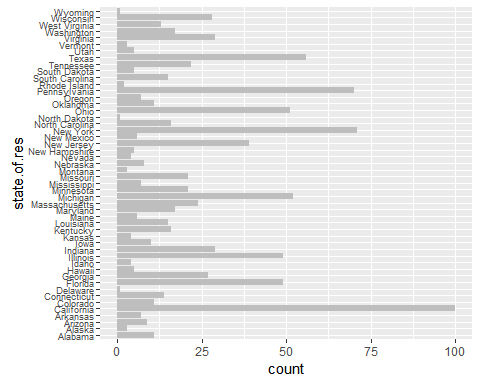 Wyoming
Wisconsin
West Virginia
Washington
Virginia
Vermont
Utah
Texas
Tennessee
South Dakota
South Carolina
Rhode Island
Pennsylvania
Oregon
Oklahoma
Ohio
North Dakota
North Carolina
New York
New Mexico
New Jersey
New Hampshire
Nevada
Nebraska
Montana
Missouri
Mississippi
Minnesota
Michigan
Massachusetts
Maryland
Maine
Louisiana
Kentucky
Kansas
Iowa
Indiana
Illinois
Idaho
Hawaii
Georgia
Florida
Delaware
Connecticut
Colorado
California
Arkansas
Arizona
Alaska
Alabama
state.of.res
0 25 50 75 100
count